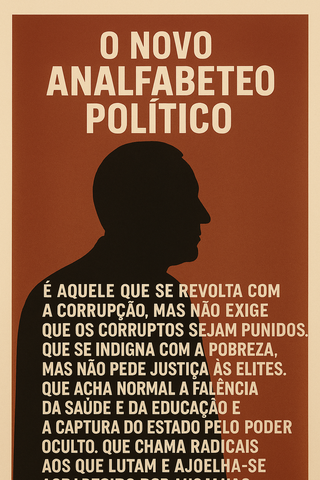 O NOVO
ANALFABETEO
POLÍTICO
É AQUELE QUE SE REVOLTA COM
A CORRUPÇÃO, MAS NÃO EXIGE
QUE OS CORRUPTOS SEJAM PUNIDOS.
QUE SE INDIGNA COM A POBREZA,
MAS NÃO PEDE JUSTIÇA ÀS ELITES.
QUE ACHA NORMAL A FALÊNCIA
DA SAÚDE E DA EDUCAÇÃO E
A CAPTURA DO ESTADO PELO PODER
OCULTO. QUE CHAMA RADICAIS
AOS QUE LUTAM E AJOELHA-SE